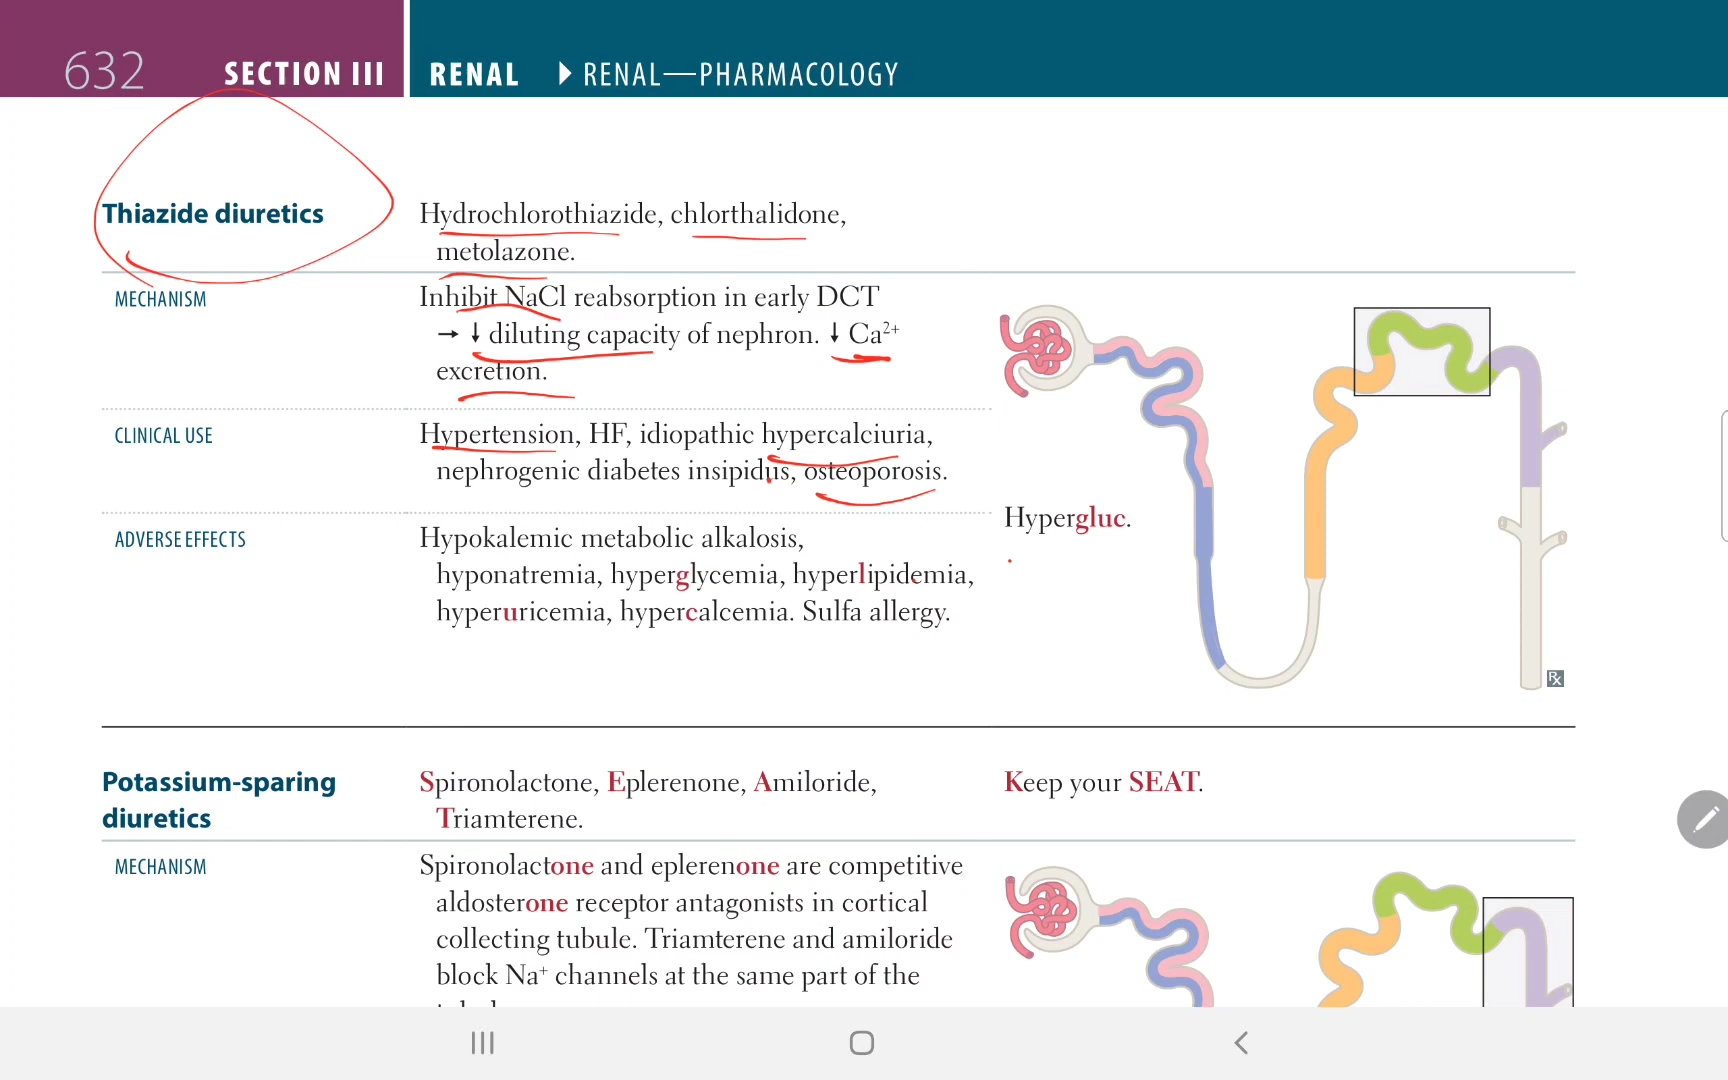 632 SECTION III RENAL ▶ RENAL—PHARMACOLOGY
Thiazide diuretics
Hydrochlorothiazide, chlorthalidone,
metolazone.
MECHANISM
Inhibit NaCl reabsorption in early DCT
→ ↓ diluting capacity of nephron. ↓ Ca²⁺
excretion.
CLINICAL USE
Hypertension, HF, idiopathic hypercalciuria,
nephrogenic diabetes insipidus, osteoporosis.
ADVERSE EFFECTS
Hypokalemic metabolic alkalosis,
hyponatremia, hyperglycemia, hyperlipidemia,
hyperuricemia, hypercalcemia. Sulfa allergy.
Hypergluc.
Rx
Potassium-sparing
diuretics
Spironolactone, Eplerenone, Amiloride,
Triamterene.
Keep your SEAT.
MECHANISM
Spironolactone and eplerenone are competitive
aldosterone receptor antagonists in cortical
collecting tubule. Triamterene and amiloride
block Na⁺ channels at the same part of the